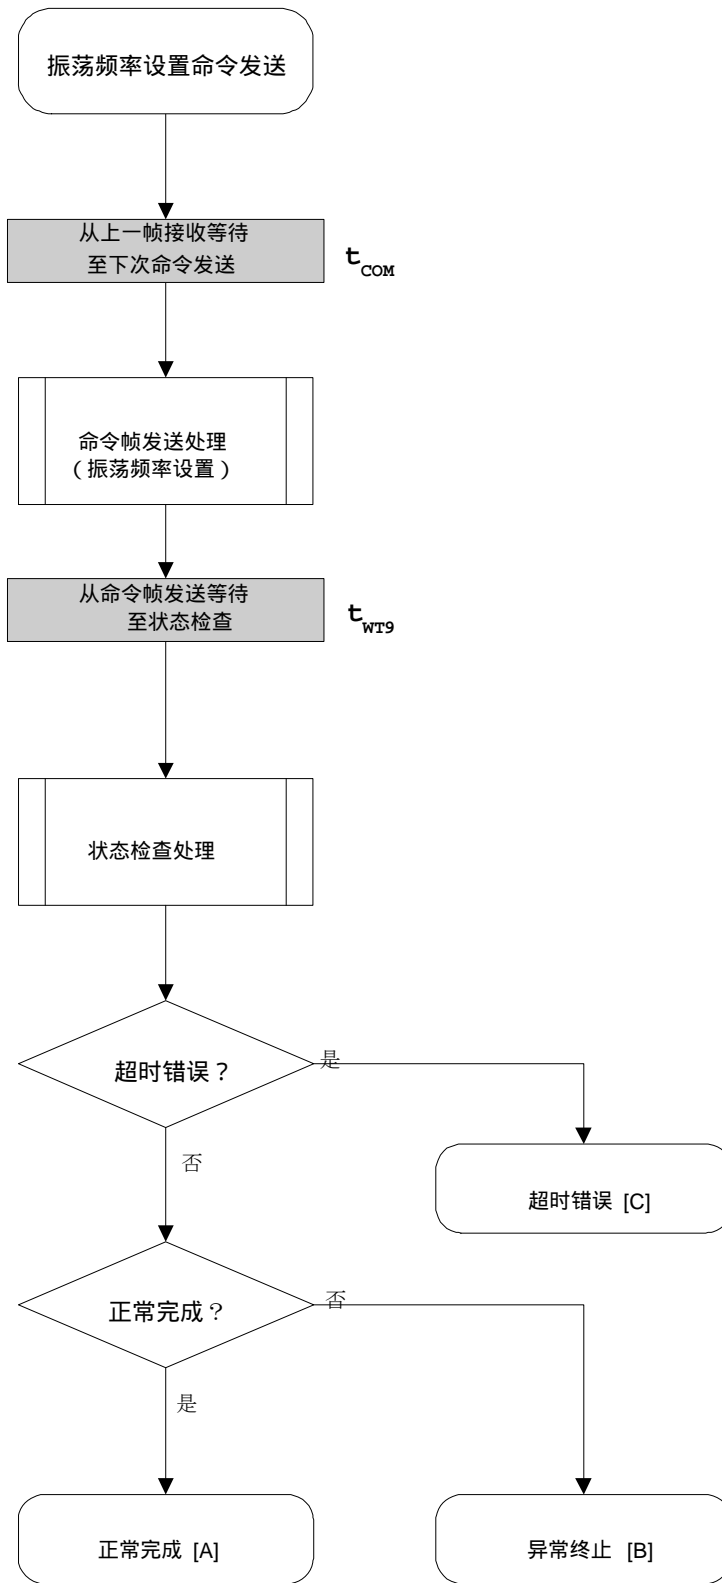 振荡频率设置命令发送
从上一帧接收等待
至下次命令发送
tCOM
命令帧发送处理
（振荡频率设置）
从命令帧发送等待
至状态检查
tWT9
状态检查处理
超时错误？
是
否
超时错误 [C]
正常完成？
否
是
正常完成 [A]
异常终止 [B]